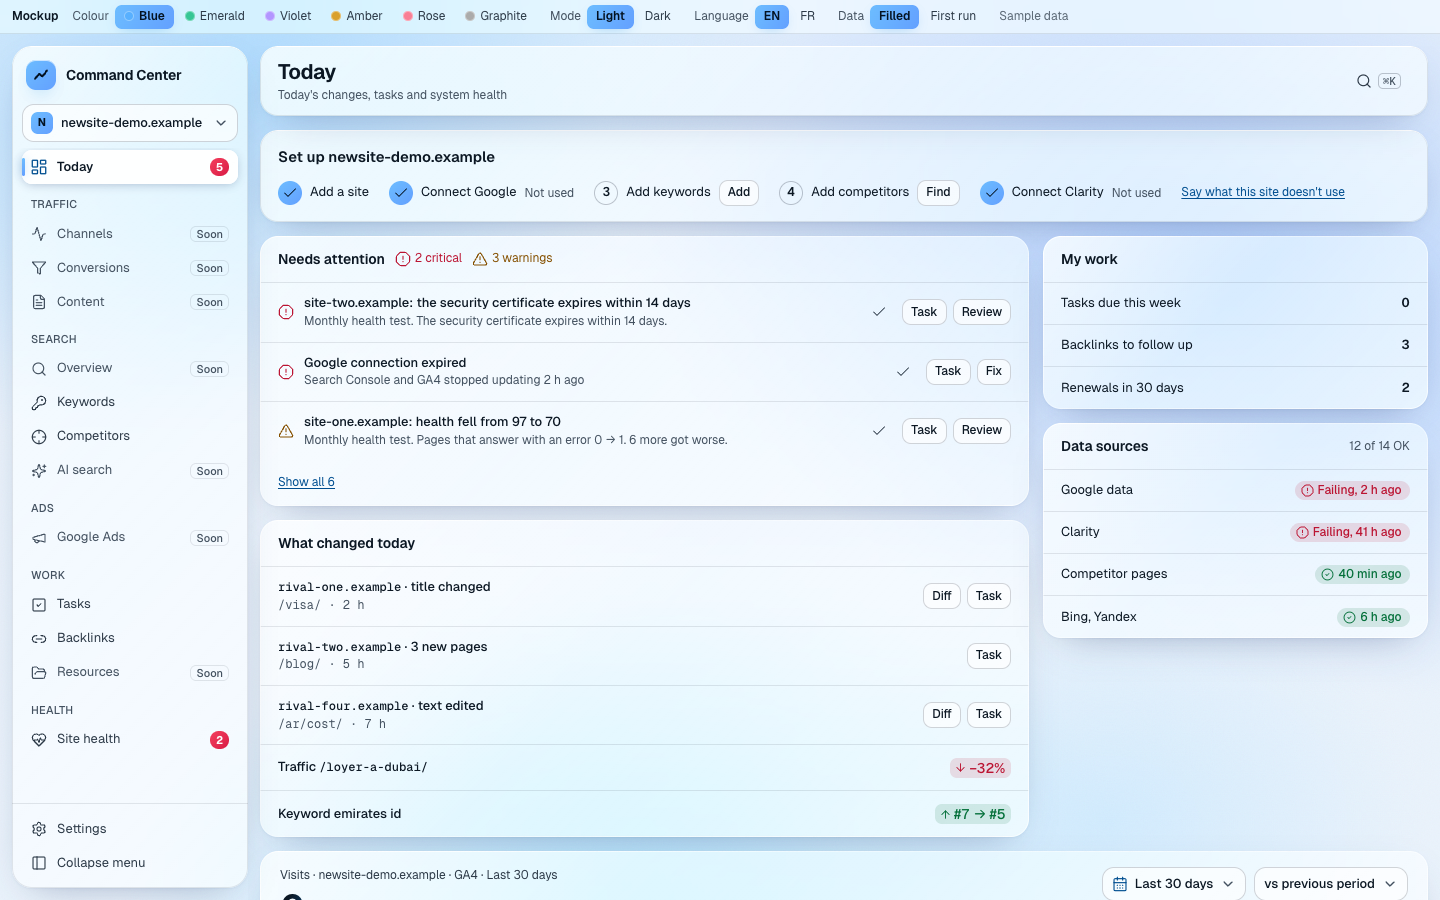 Mockup Colour Blue Emerald Violet Amber Rose Graphite Mode Light Dark Language EN FR Data Filled First run Sample data
Command Center
N newsite-demo.example
Today 5
TRAFFIC
Channels Soon
Conversions Soon
Content Soon
SEARCH
Overview Soon
Keywords
Competitors
AI search Soon
ADS
Google Ads Soon
WORK
Tasks
Backlinks
Resources Soon
HEALTH
Site health 2
Settings
Collapse menu
Today
Today's changes, tasks and system health
⌘K
Set up newsite-demo.example
Add a site Connect Google Not used 3 Add keywords Add 4 Add competitors Find Connect Clarity Not used Say what this site doesn't use
Needs attention 2 critical 3 warnings
site-two.example: the security certificate expires within 14 days
Monthly health test. The security certificate expires within 14 days.
Task Review
Google connection expired
Search Console and GA4 stopped updating 2 h ago
Task Fix
site-one.example: health fell from 97 to 70
Monthly health test. Pages that answer with an error 0 → 1. 6 more got worse.
Task Review
Show all 6
What changed today
rival-one.example · title changed
/visa/ · 2 h
Diff Task
rival-two.example · 3 new pages
/blog/ · 5 h
Task
rival-four.example · text edited
/ar/cost/ · 7 h
Diff Task
Traffic /loyer-a-dubai/ ↓ −32%
Keyword emirates id ↑ #7 → #5
My work
Tasks due this week 0
Backlinks to follow up 3
Renewals in 30 days 2
Data sources 12 of 14 OK
Google data Failing, 2 h ago
Clarity Failing, 41 h ago
Competitor pages 40 min ago
Bing, Yandex 6 h ago
Visits · newsite-demo.example · GA4 · Last 30 days
Last 30 days vs previous period